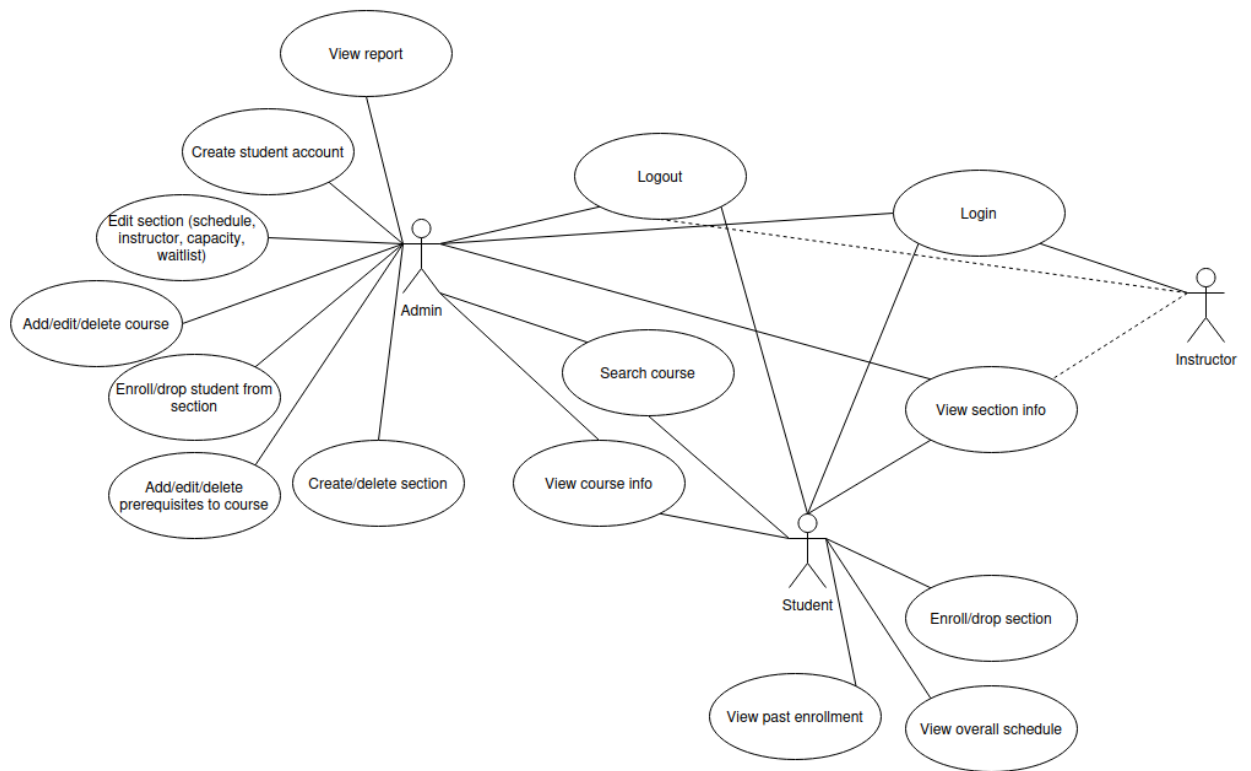 View report
Create student account
Logout
Login
Edit section (schedule,
instructor, capacity,
waitlist)
Admin
Add/edit/delete course
Instructor
Search course
Enroll/drop student from
section
View section info
Add/edit/delete
prerequisites to course
Create/delete section
View course info
Student
Enroll/drop section
View past enrollment
View overall schedule